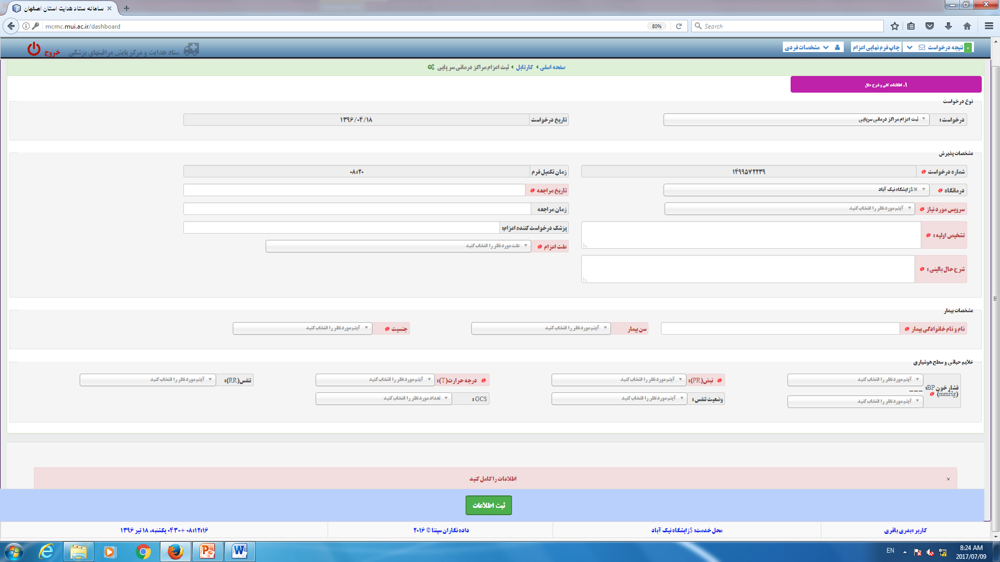 سامانه ستاد هدایت استان اصفهان
mcmc.mui.ac.ir/dashboard
80%
Search
۰ نتیجه درخواست
چاپ فرم نهایی اعزام
مشخصات فردی
ستاد هدایت و مرکز پایش مراقبتهای پزشکی
خروج
صفحه اصلی
کارتابل
ثبت اعزام مراکز درمانی سرپایی
۱. اطلاعات کلی و شرح حال
نوع درخواست
درخواست :
ثبت اعزام مراکز درمانی سرپایی
تاریخ درخواست
۱۳۹۶/۰۴/۱۸
مشخصات پذیرش
شماره درخواست *
۱۴۹۹۵۷۲۲۳۹
زمان تکمیل فرم
۰۸:۲۰
درمانگاه *
زایشگاه نیک آباد
تاریخ مراجعه *
سرویس مورد نیاز *
آیتم مورد نظر را انتخاب کنید
زمان مراجعه
تشخیص اولیه : *
پزشک درخواست کننده اعزام:
علت اعزام *
علت مورد نظر را انتخاب کنید
شرح حال بالینی : *
مشخصات بیمار
نام و نام خانوادگی بیمار *
سن بیمار
آیتم مورد نظر را انتخاب کنید
جنسیت *
آیتم مورد نظر را انتخاب کنید
علایم حیاتی و سطح هوشیاری
فشار خون BP: ___
(mmHg) *
آیتم مورد نظر را انتخاب کنید
آیتم مورد نظر را انتخاب کنید
* نبض(PR):
آیتم مورد نظر را انتخاب کنید
* درجه حرارت(T):
آیتم مورد نظر را انتخاب کنید
تنفس(RR):
آیتم مورد نظر را انتخاب کنید
وضعیت تنفس :
آیتم مورد نظر را انتخاب کنید
GCS :
تعداد مورد نظر را انتخاب کنید
اطلاعات را کامل کنید
×
ثبت اطلاعات
کاربر :بدری باقری
محل خدمت: زایشگاه نیک آباد
داده نگاران سپنتا © ۲۰۱۶
۰۸:۱۲:۱۶ +۰۴۳۰ یکشنبه، ۱۸ تیر ۱۳۹۶
EN
8:24 AM
2017/07/09